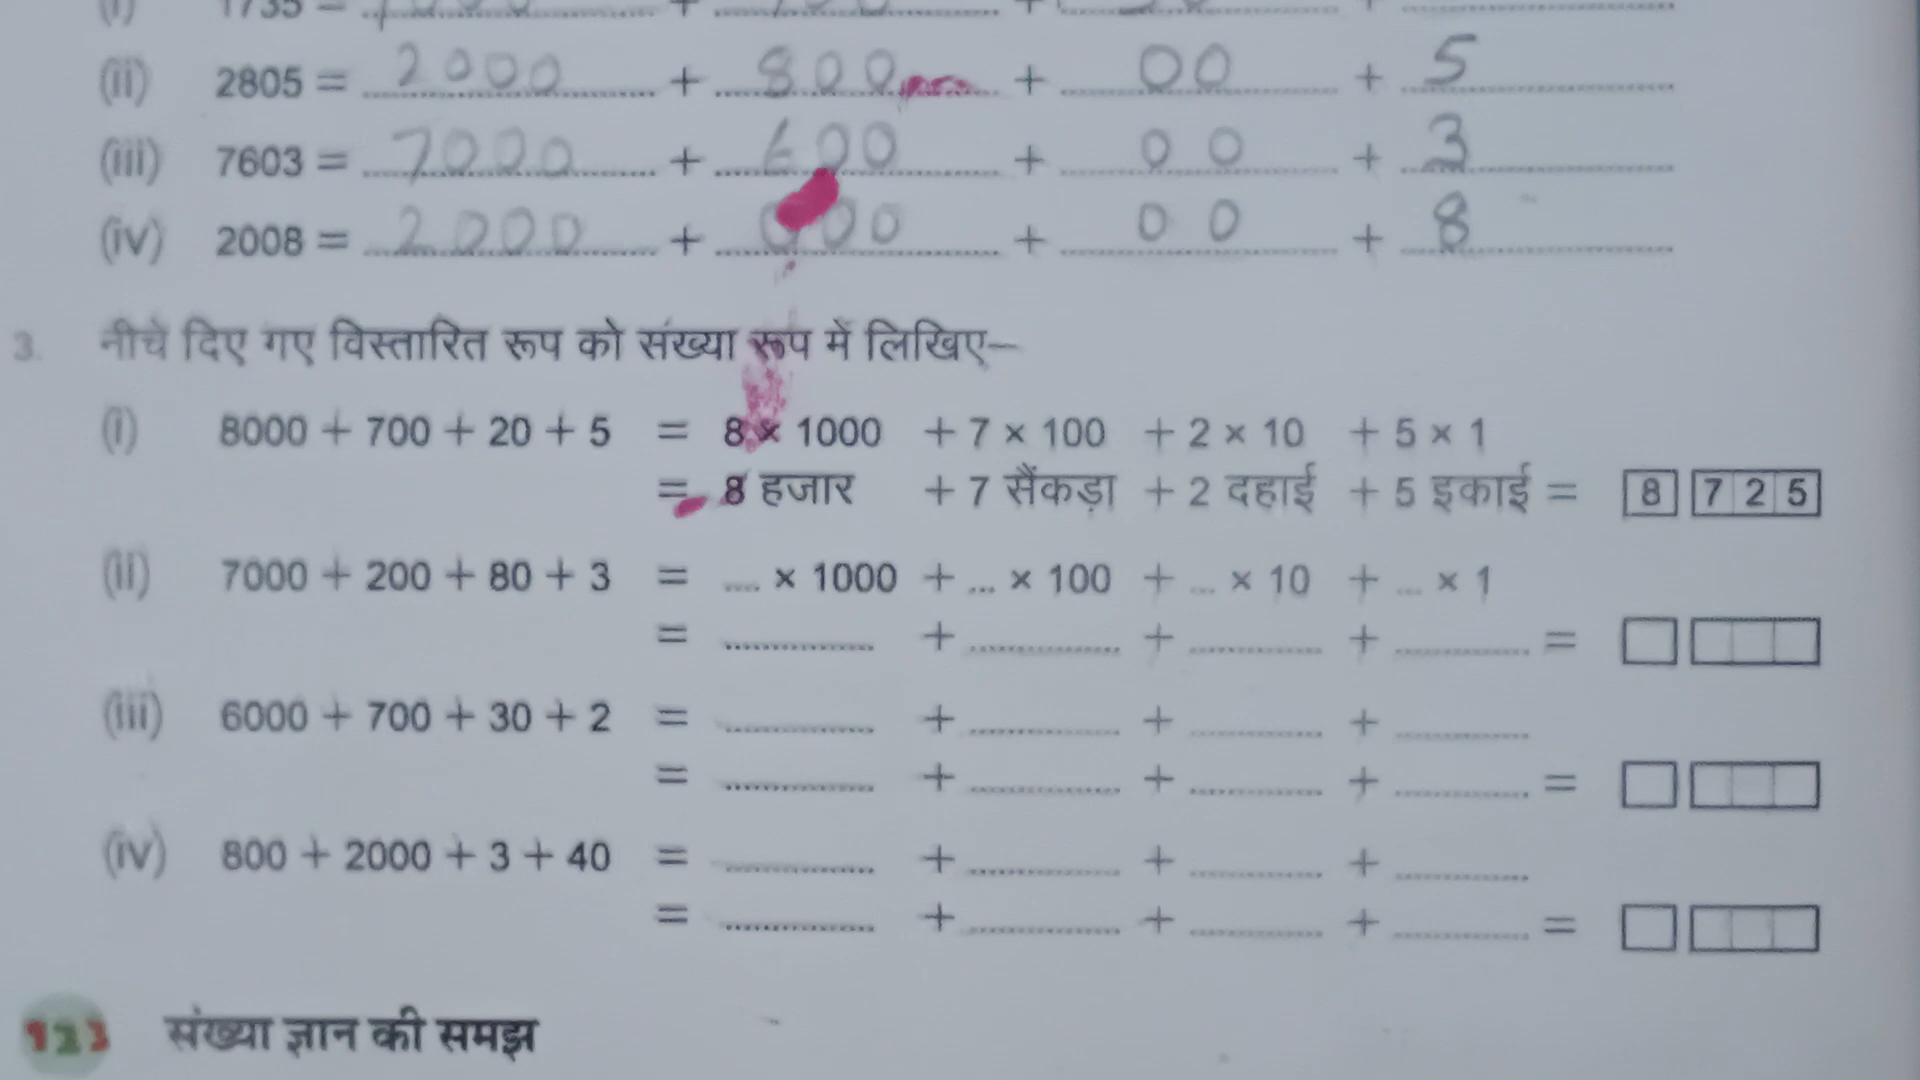 (i) 1735 = + + +
(ii) 2805 = 2000 + 800 + 00 + 5
(iii) 7603 = 7000 + 600 + 00 + 3
(iv) 2008 = 2000 + 000 + 00 + 8
3. नीचे दिए गए विस्तारित रूप को संख्या रूप में लिखिए–
(i) 8000 + 700 + 20 + 5 = 8 × 1000 + 7 × 100 + 2 × 10 + 5 × 1
= 8 हजार + 7 सैंकड़ा + 2 दहाई + 5 इकाई = 8 7 2 5
(ii) 7000 + 200 + 80 + 3 = .... × 1000 + ... × 100 + ... × 10 + ... × 1
= ............... + ............... + ............... + ............... =
(iii) 6000 + 700 + 30 + 2 = ............... + ............... + ............... + ...............
= ............... + ............... + ............... + ............... =
(iv) 800 + 2000 + 3 + 40 = ............... + ............... + ............... + ...............
= ............... + ............... + ............... + ............... =
123 संख्या ज्ञान की समझ